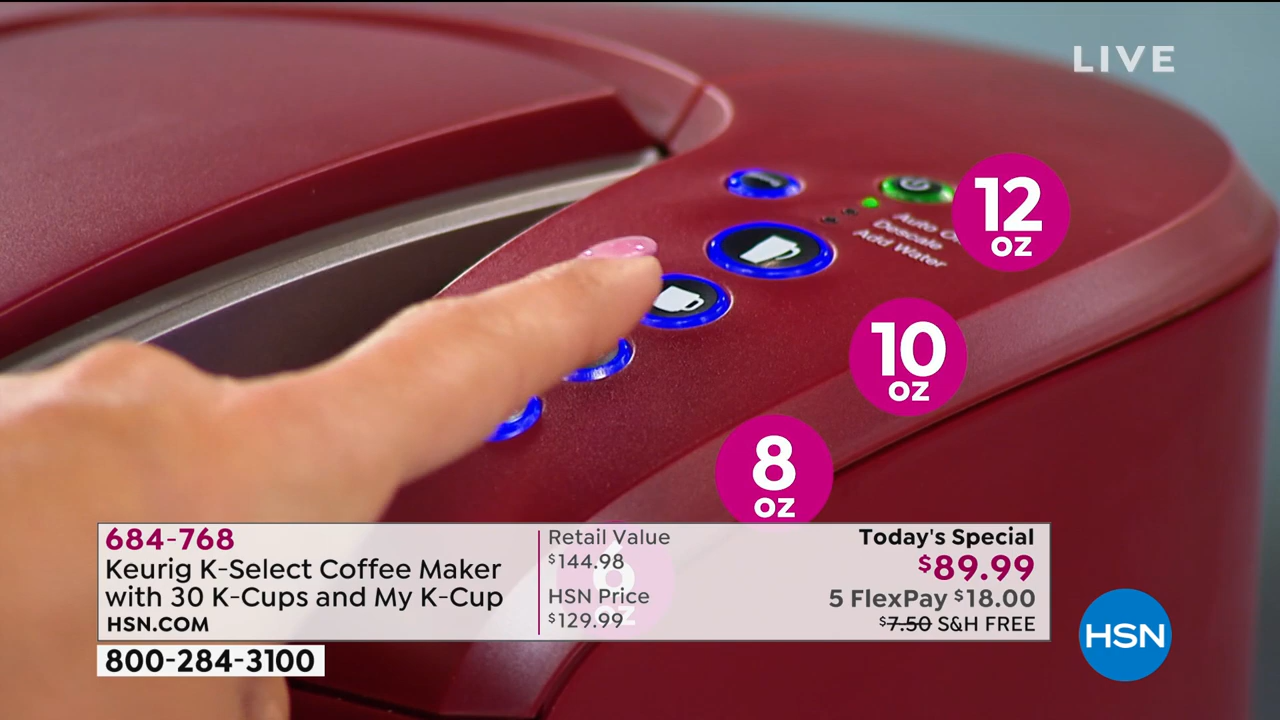 LIVE
12
OZ
Auto
Descale
Add Water
10
OZ
8
OZ
6
OZ
684-768
Keurig K-Select Coffee Maker
with 30 K-Cups and My K-Cup
HSN.COM
800-284-3100
Retail Value
$144.98
HSN Price
$129.99
Today's Special
$89.99
5 FlexPay $18.00
$7.50 S&H FREE
HSN